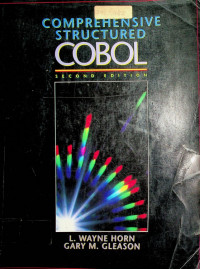 COMPREHENSIVE
STRUCTURED
COBOL
SECOND EDITION
L. WAYNE HORN
GARY M. GLEASON